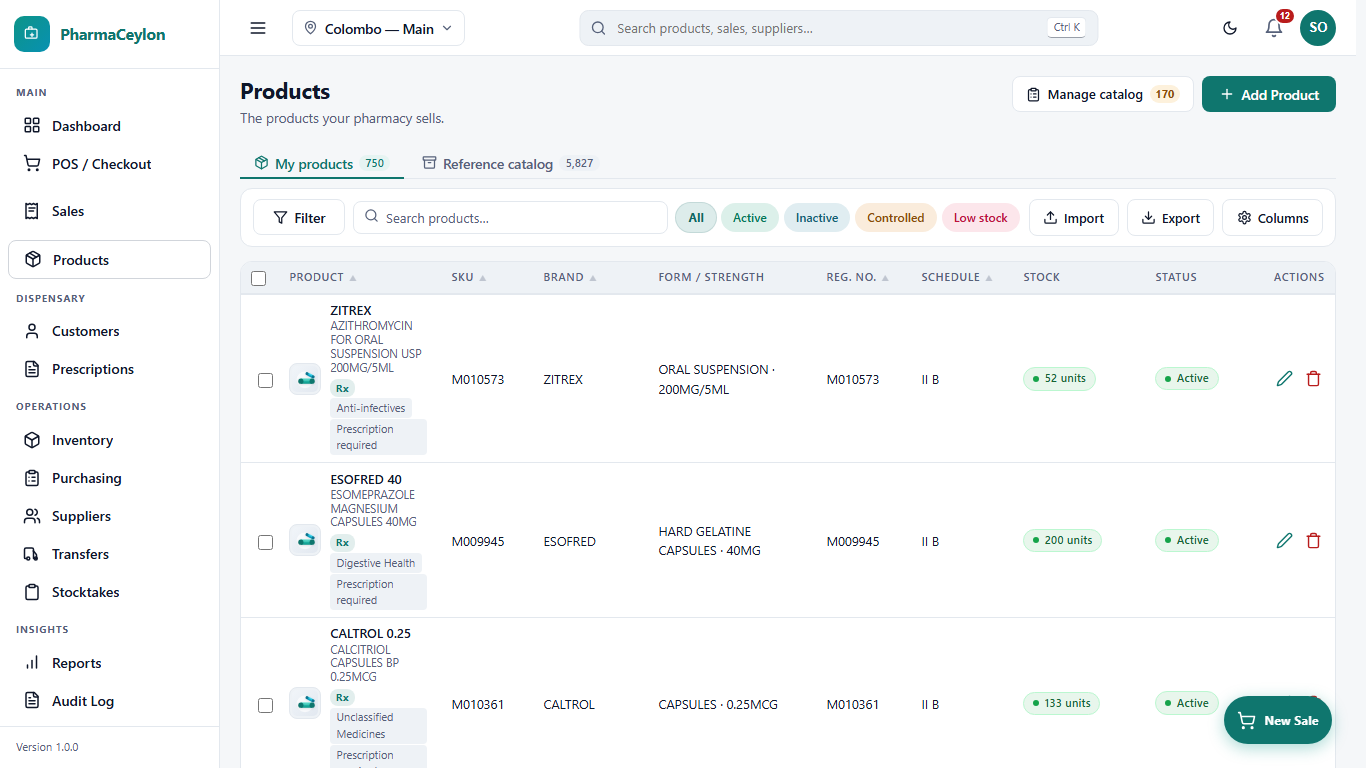 PharmaCeylon
Colombo — Main
Search products, sales, suppliers...
Ctrl K
12
SO
MAIN
Dashboard
POS / Checkout
Sales
Products
DISPENSARY
Customers
Prescriptions
OPERATIONS
Inventory
Purchasing
Suppliers
Transfers
Stocktakes
INSIGHTS
Reports
Audit Log
Version 1.0.0
Products
The products your pharmacy sells.
Manage catalog 170
Add Product
My products 750
Reference catalog 5,827
Filter
Search products...
All
Active
Inactive
Controlled
Low stock
Import
Export
Columns
PRODUCT SKU BRAND FORM / STRENGTH REG. NO. SCHEDULE STOCK STATUS ACTIONS
ZITREX
AZITHROMYCIN
FOR ORAL
SUSPENSION USP
200MG/5ML
Rx
Anti-infectives
Prescription
required
M010573
ZITREX
ORAL SUSPENSION ·
200MG/5ML
M010573
II B
52 units
Active
ESOFRED 40
ESOMEPRAZOLE
MAGNESIUM
CAPSULES 40MG
Rx
Digestive Health
Prescription
required
M009945
ESOFRED
HARD GELATINE
CAPSULES · 40MG
M009945
II B
200 units
Active
CALTROL 0.25
CALCITRIOL
CAPSULES BP
0.25MCG
Rx
Unclassified
Medicines
Prescription
M010361
CALTROL
CAPSULES · 0.25MCG
M010361
II B
133 units
Active
New Sale